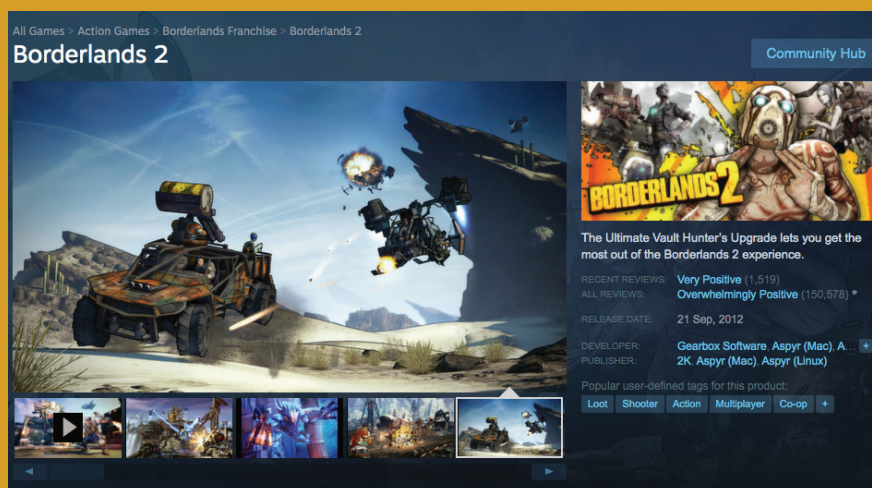 All Games > Action Games > Borderlands Franchise > Borderlands 2
Borderlands 2
Community Hub
BORDERLANDS 2
The Ultimate Vault Hunter's Upgrade lets you get the
most out of the Borderlands 2 experience.
RECENT REVIEWS: Very Positive (1,519)
ALL REVIEWS: Overwhelmingly Positive (150,578) *
RELEASE DATE: 21 Sep, 2012
DEVELOPER: Gearbox Software, Aspyr (Mac), A... +
PUBLISHER: 2K, Aspyr (Mac), Aspyr (Linux)
Popular user-defined tags for this product:
Loot Shooter Action Multiplayer Co-op +